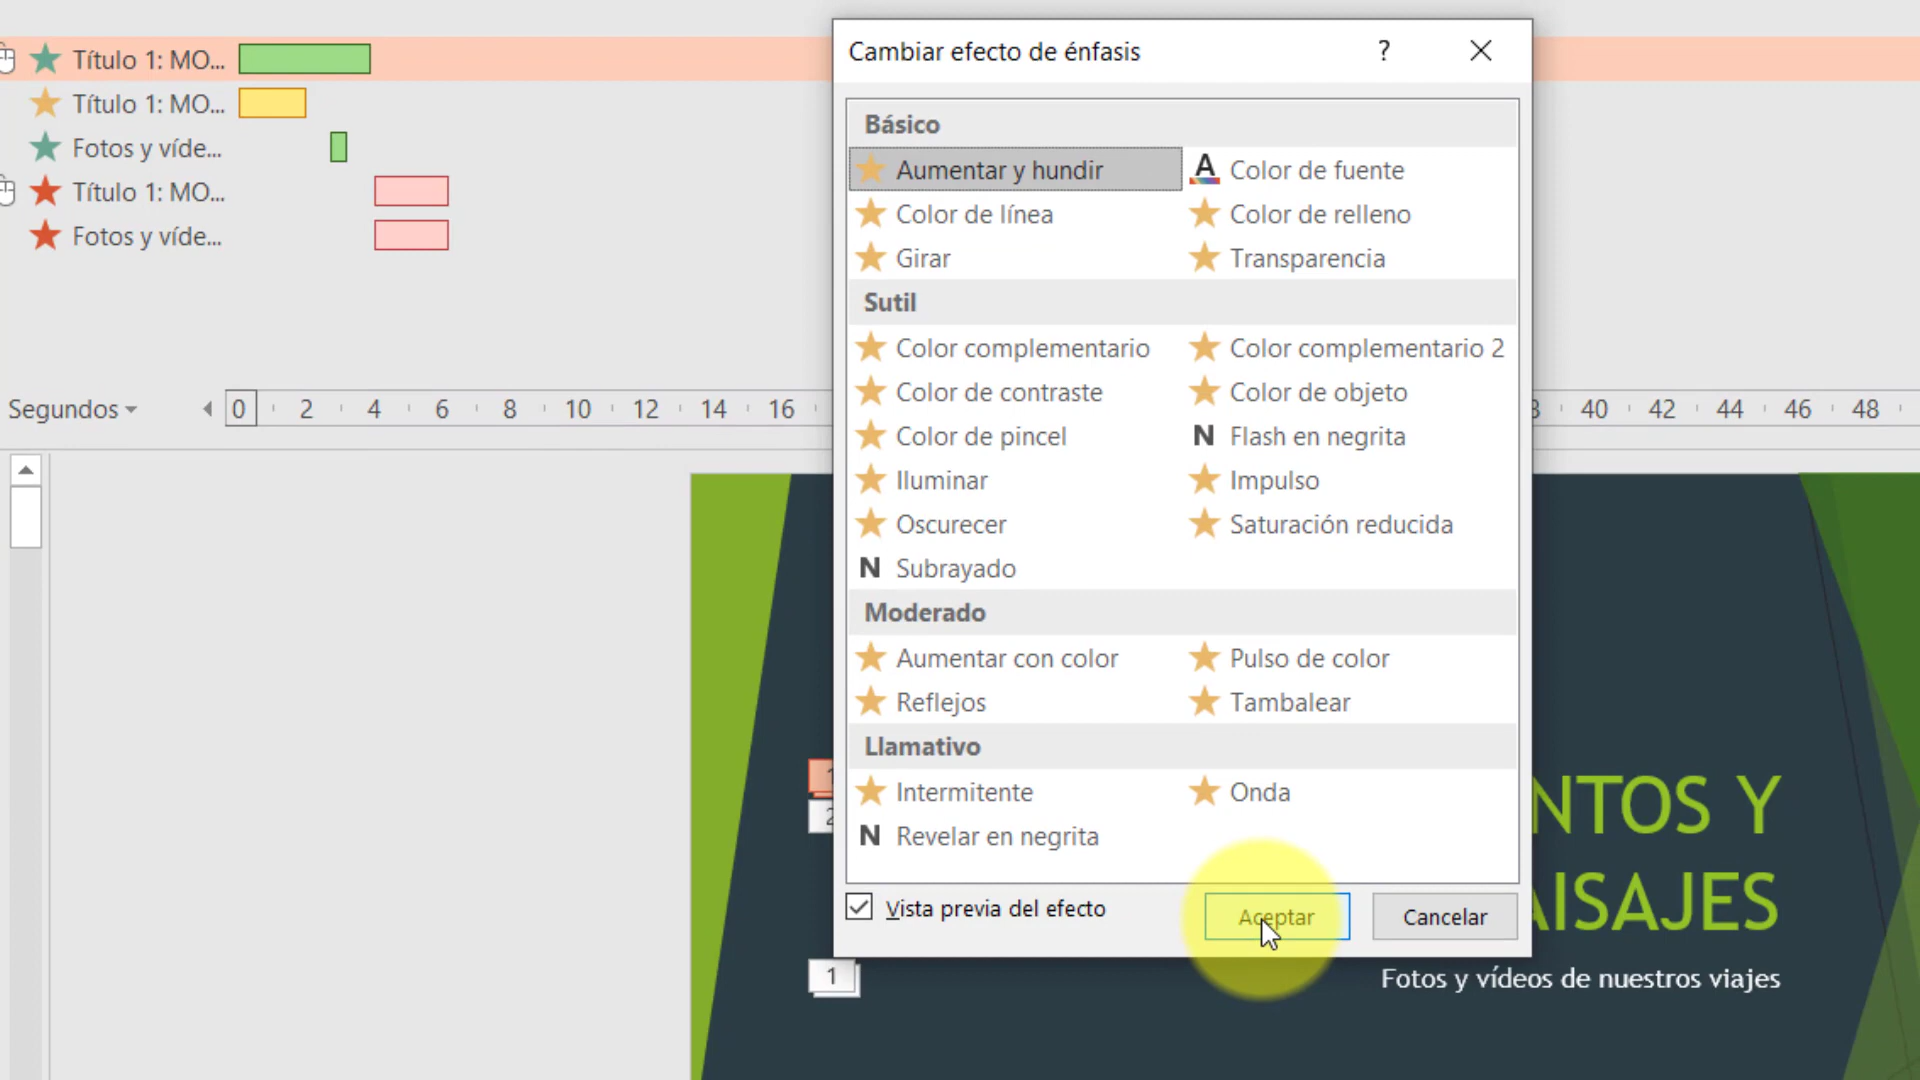 Título 1: MO...
Título 1: MO...
Fotos y víde...
Título 1: MO...
Fotos y víde...
Segundos
0 2 4 6 8 10 12 14 16
40 42 44 46 48
Cambiar efecto de énfasis
?
Básico
Aumentar y hundir
A Color de fuente
Color de línea
Color de relleno
Girar
Transparencia
Sutil
Color complementario
Color complementario 2
Color de contraste
Color de objeto
Color de pincel
N Flash en negrita
Iluminar
Impulso
Oscurecer
Saturación reducida
N Subrayado
Moderado
Aumentar con color
Pulso de color
Reflejos
Tambalear
Llamativo
Intermitente
Onda
N Revelar en negrita
Vista previa del efecto
Aceptar
Cancelar
NTOS Y
AISAJES
Fotos y vídeos de nuestros viajes
1
2
1